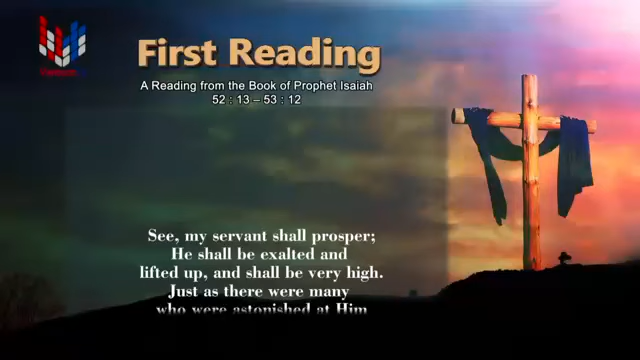 First Reading
A Reading from the Book of Prophet Isaiah
52 : 13 – 53 : 12
See, my servant shall prosper;
He shall be exalted and
lifted up, and shall be very high.
Just as there were many
who were astonished at Him